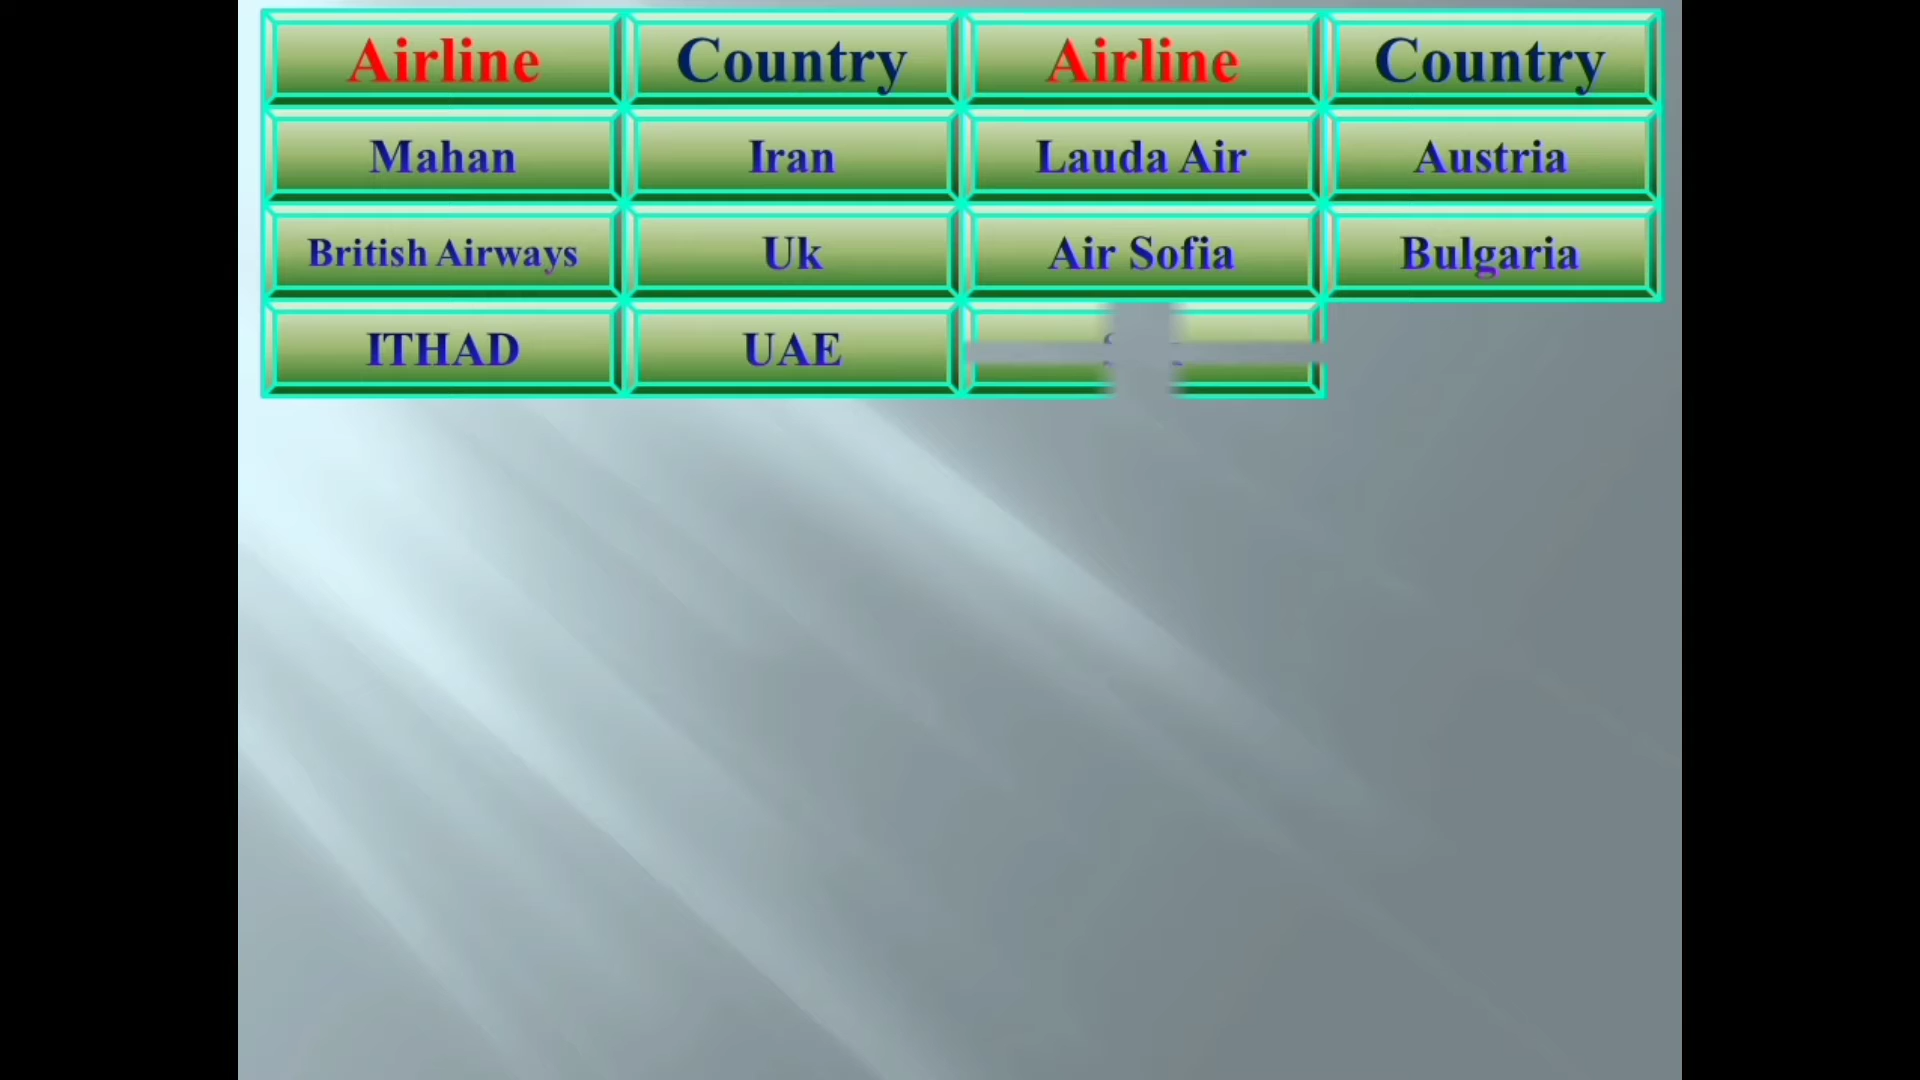 Airline Country Airline Country
Mahan Iran Lauda Air Austria
British Airways Uk Air Sofia Bulgaria
ITHAD UAE